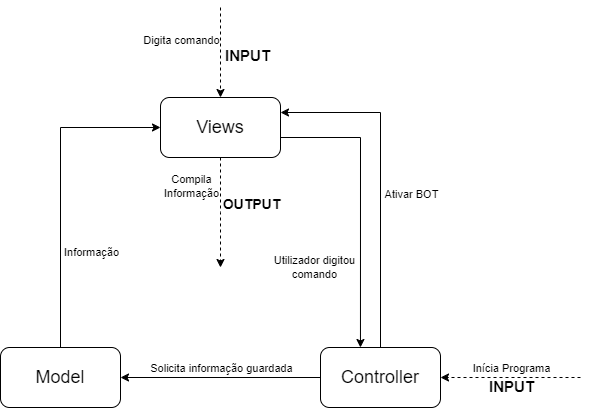 Digita comando
INPUT
Views
Compila
Informação
OUTPUT
Ativar BOT
Informação
Utilizador digitou
comando
Model
Solicita informação guardada
Controller
Inícia Programa
INPUT